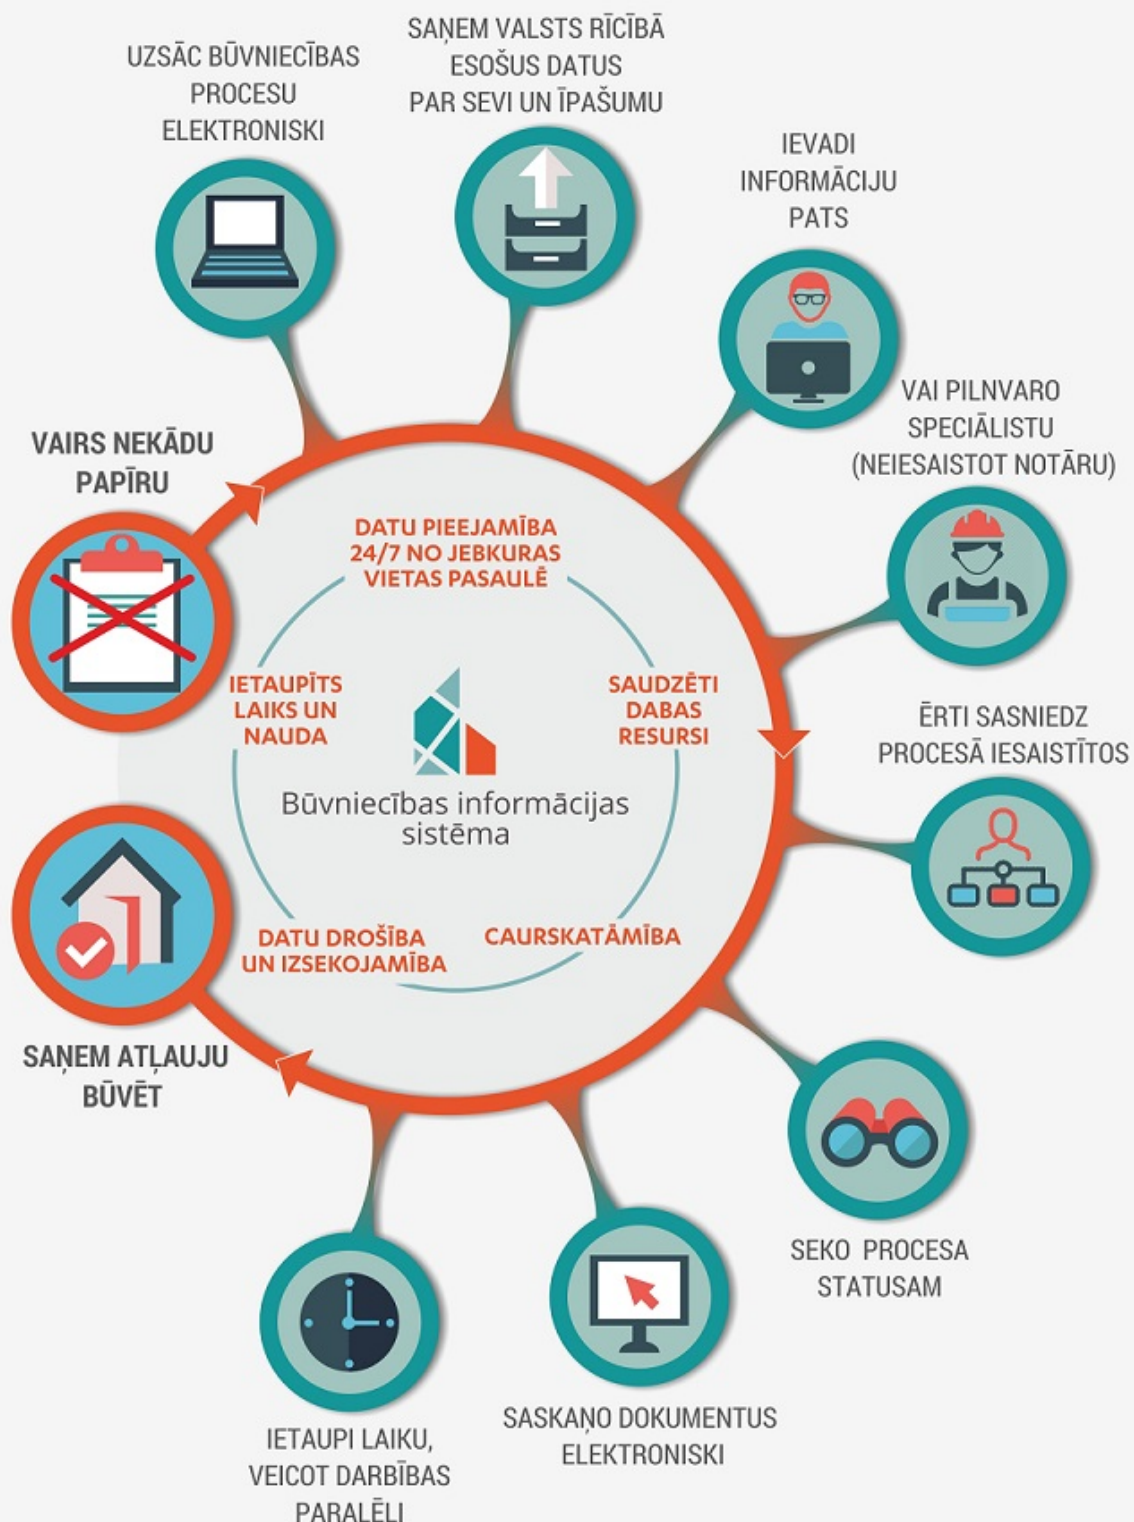 UZSĀC BŪVNIECĪBAS
PROCESU
ELEKTRONISKI
SAŅEM VALSTS RĪCĪBĀ
ESOŠUS DATUS
PAR SEVI UN ĪPAŠUMU
IEVADI
INFORMĀCIJU
PATS
VAI PILNVARO
SPECIĀLISTU
(NEIESAISTOT NOTĀRU)
ĒRTI SASNIEDZ
PROCESĀ IESAISTĪTOS
SEKO PROCESA
STATUSAM
SASKAŅO DOKUMENTUS
ELEKTRONISKI
IETAUPI LAIKU,
VEICOT DARBĪBAS
PARALĒLI
SAŅEM ATĻAUJU
BŪVĒT
VAIRS NEKĀDU
PAPĪRU
DATU PIEEJAMĪBA
24/7 NO JEBKURAS
VIETAS PASAULĒ
SAUDZĒTI
DABAS
RESURSI
CAURSKATĀMĪBA
DATU DROŠĪBA
UN IZSEKOJAMĪBA
IETAUPĪTS
LAIKS UN
NAUDA
Būvniecības informācijas
sistēma